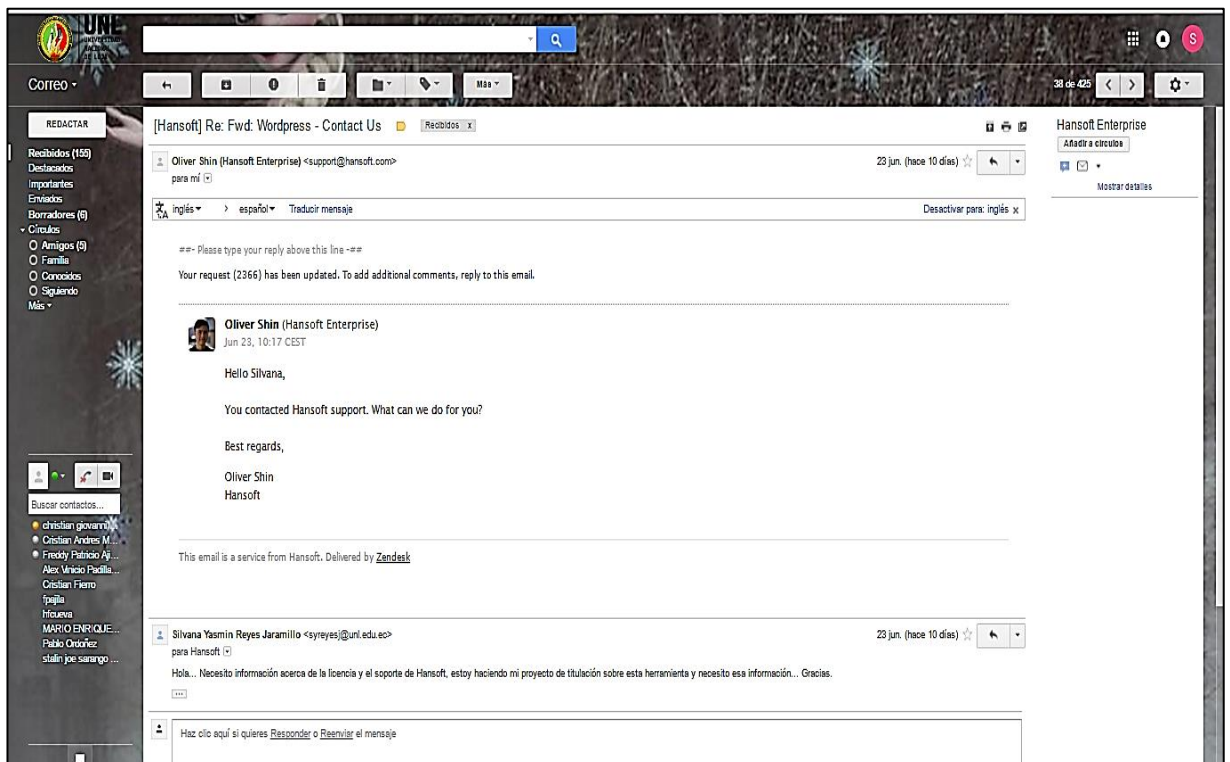 UNL
UNIVERSIDAD
NACIONAL
DE LOJA
S
Correo
Más
38 de 425
REDACTAR
[Hansoft] Re: Fwd: Wordpress - Contact Us
Recibidos x
Hansoft Enterprise
Añadir a círculos
Mostrar detalles
Recibidos (155)
Destacados
Importantes
Enviados
Borradores (6)
Círculos
Amigos (5)
Familia
Conocidos
Siguiendo
Más
Oliver Shin (Hansoft Enterprise) <support@hansoft.com>
23 jun. (hace 10 días)
para mí
inglés > español Traducir mensaje
Desactivar para: inglés x
##- Please type your reply above this line -##
Your request (2366) has been updated. To add additional comments, reply to this email.
Oliver Shin (Hansoft Enterprise)
Jun 23, 10:17 CEST
Hello Silvana,
You contacted Hansoft support. What can we do for you?
Best regards,
Oliver Shin
Hansoft
This email is a service from Hansoft. Delivered by Zendesk
Buscar contactos...
christian giovanni...
Cristian Andres M...
Freddy Patricio Aj...
Alex Vinicio Padilla...
Cristian Fierro
fpajila
hfcueva
MARIO ENRIQUE...
Pablo Ordoñez
stalin joe sarango ...
Silvana Yasmin Reyes Jaramillo <syreyesj@unl.edu.ec>
23 jun. (hace 10 días)
para Hansoft
Hola... Necesito información acerca de la licencia y el soporte de Hansoft, estoy haciendo mi proyecto de titulación sobre esta herramienta y necesito esa información... Gracias.
Haz clic aquí si quieres Responder o Reenviar el mensaje